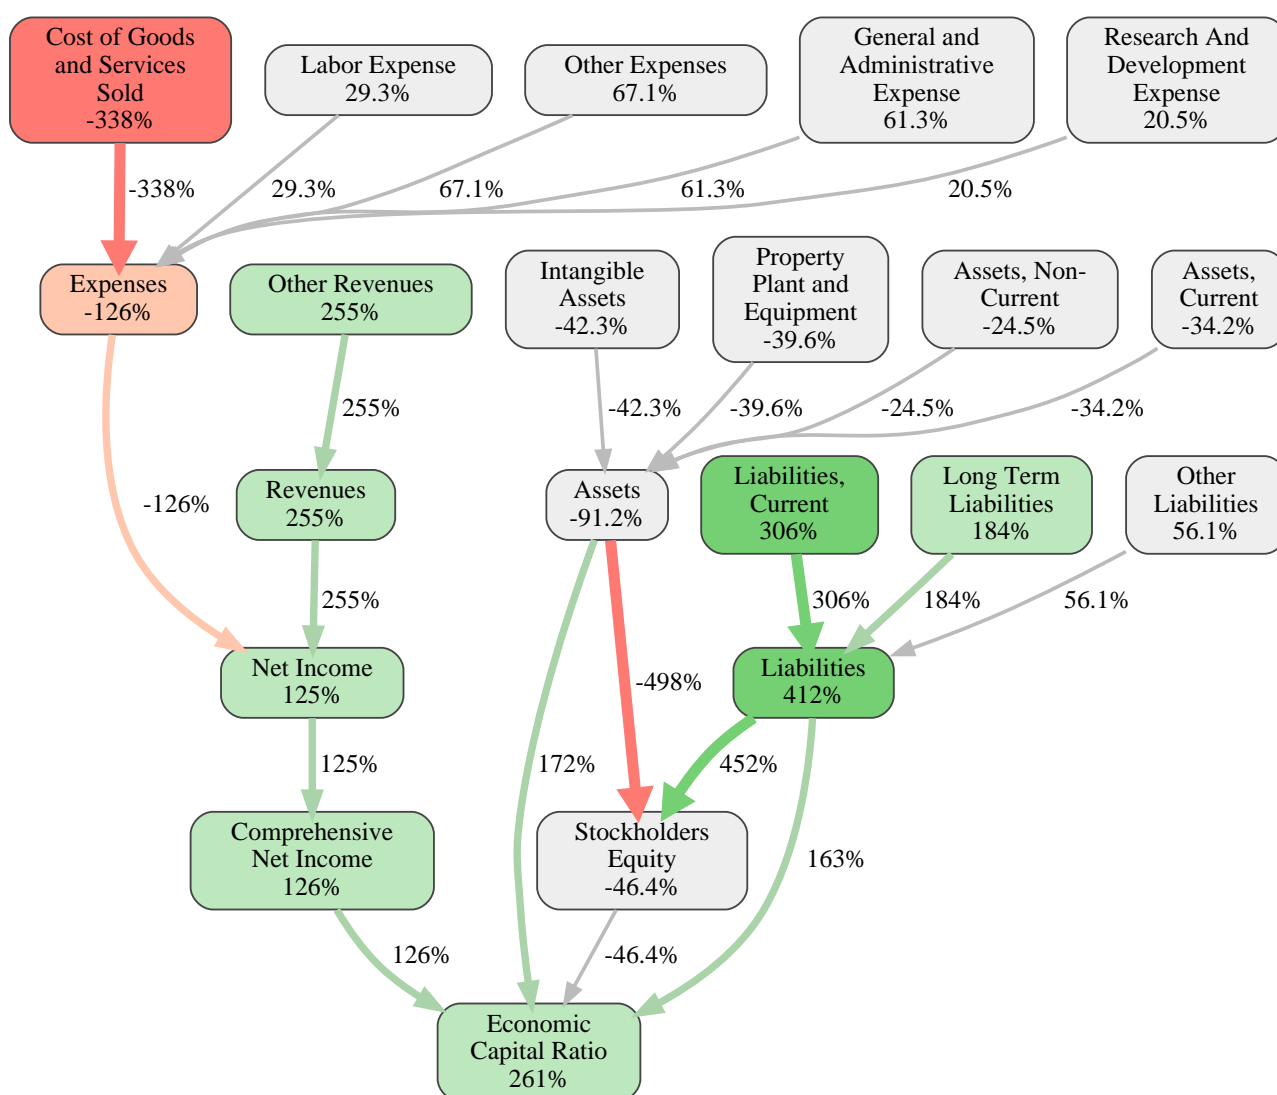 Cost of Goods
and Services
Sold
-338%
Labor Expense
29.3%
Other Expenses
67.1%
General and
Administrative
Expense
61.3%
Research And
Development
Expense
20.5%
-338%
29.3%
67.1%
61.3%
20.5%
Expenses
-126%
Other Revenues
255%
Intangible
Assets
-42.3%
Property
Plant and
Equipment
-39.6%
Assets, Non-
Current
-24.5%
Assets,
Current
-34.2%
255%
-42.3%
-39.6%
-24.5%
-34.2%
-126%
Revenues
255%
Assets
-91.2%
Liabilities,
Current
306%
Long Term
Liabilities
184%
Other
Liabilities
56.1%
255%
306%
184%
56.1%
Net Income
125%
-498%
Liabilities
412%
125%
172%
452%
Comprehensive
Net Income
126%
Stockholders
Equity
-46.4%
163%
126%
-46.4%
Economic
Capital Ratio
261%